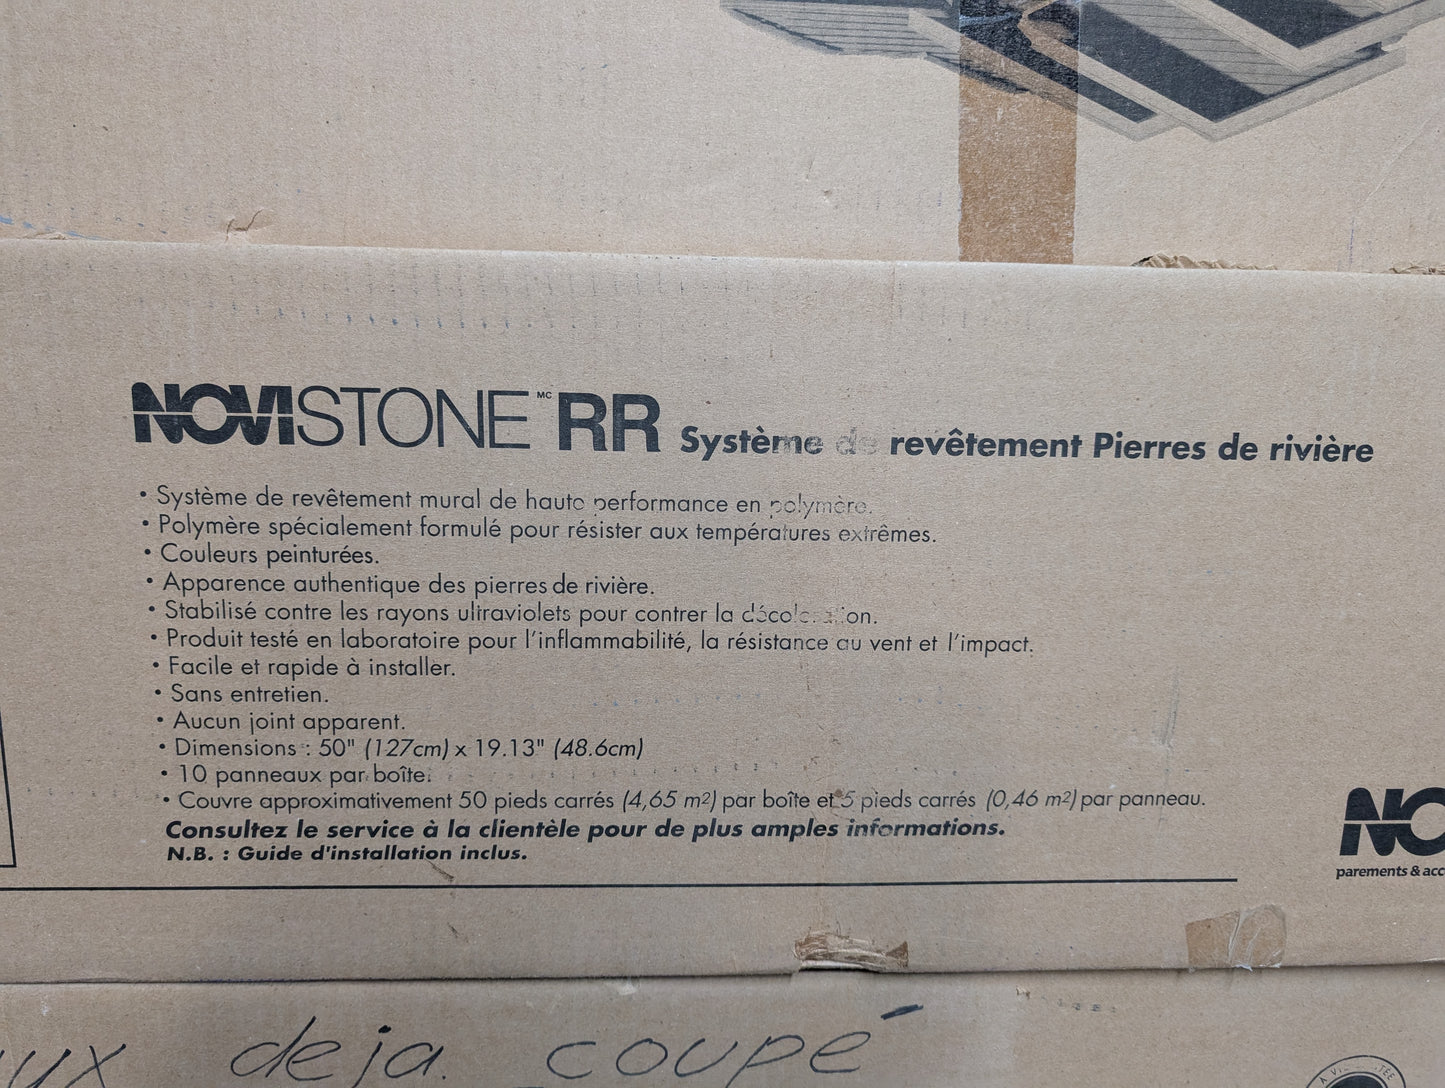 NOVISTONE MC RR Système de revêtement Pierres de rivière
• Système de revêtement mural de haute performance en polymère.
• Polymère spécialement formulé pour résister aux températures extrêmes.
• Couleurs peinturées.
• Apparence authentique des pierres de rivière.
• Stabilisé contre les rayons ultraviolets pour contrer la décoloration.
• Produit testé en laboratoire pour l'inflammabilité, la résistance au vent et l'impact.
• Facile et rapide à installer.
• Sans entretien.
• Aucun joint apparent.
• Dimensions : 50" (127cm) x 19.13" (48.6cm)
• 10 panneaux par boîte.
• Couvre approximativement 50 pieds carrés (4,65 m2) par boîte et 5 pieds carrés (0,46 m2) par panneau.
Consultez le service à la clientèle pour de plus amples informations.
N.B. : Guide d'installation inclus.
NO
parements & acc
ux deja coupé